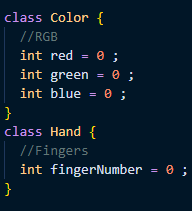 class Color {
  //RGB
  int red = 0 ;
  int green = 0 ;
  int blue = 0 ;
}
class Hand {
  //Fingers
  int fingerNumber = 0 ;
}